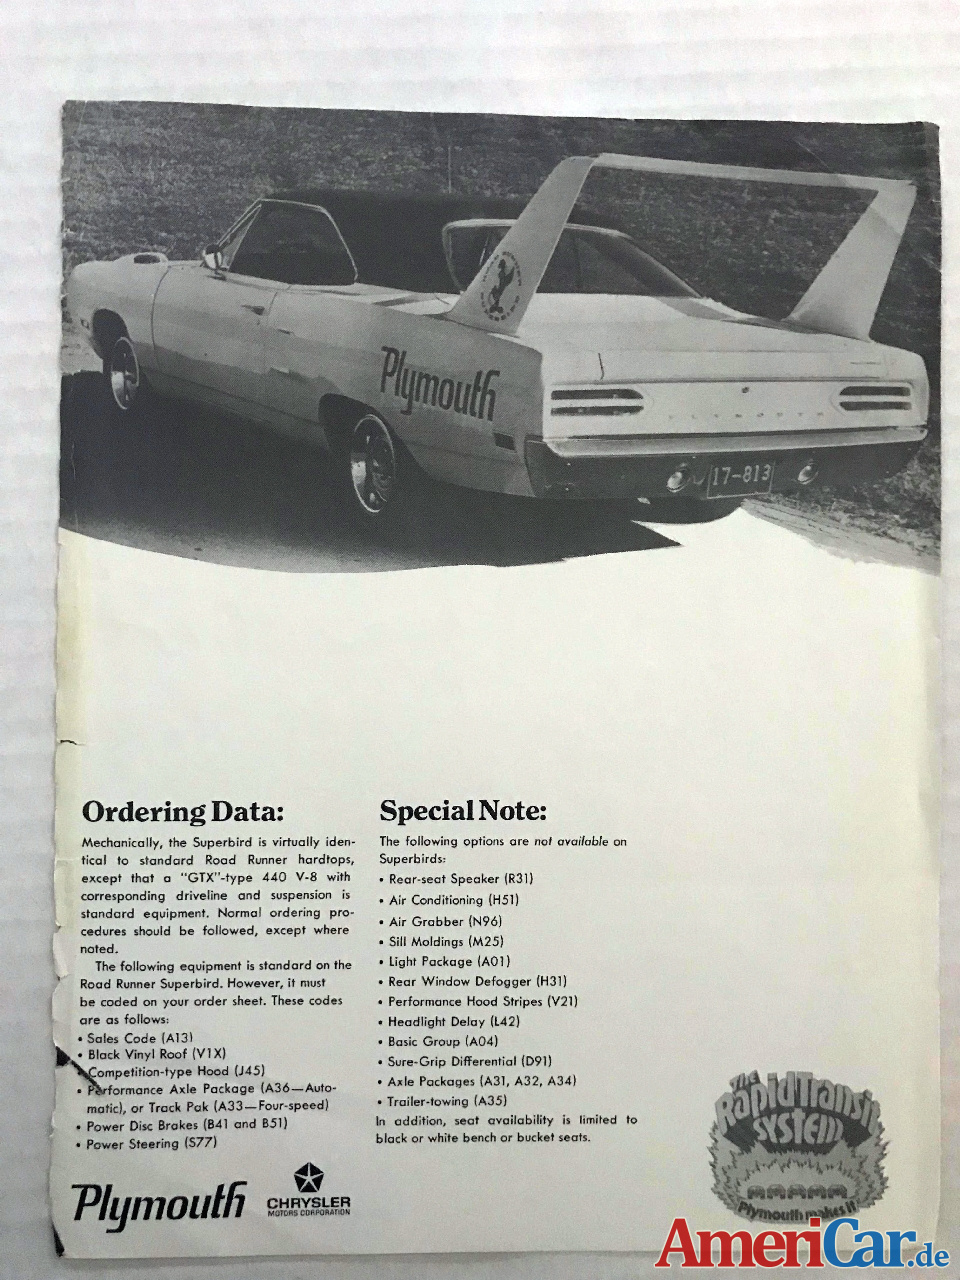 Plymouth
PLYMOUTH
17-813
Ordering Data:
Mechanically, the Superbird is virtually iden-
tical to standard Road Runner hardtops,
except that a "GTX"-type 440 V-8 with
corresponding driveline and suspension is
standard equipment. Normal ordering pro-
cedures should be followed, except where
noted.
The following equipment is standard on the
Road Runner Superbird. However, it must
be coded on your order sheet. These codes
are as follows:
• Sales Code (A13)
• Black Vinyl Roof (V1X)
Competition-type Hood (J45)
• Performance Axle Package (A36—Auto-
matic), or Track Pak (A33—Four-speed)
• Power Disc Brakes (B41 and B51)
• Power Steering (S77)
Special Note:
The following options are not available on
Superbirds:
• Rear-seat Speaker (R31)
• Air Conditioning (H51)
• Air Grabber (N96)
• Sill Moldings (M25)
• Light Package (A01)
• Rear Window Defogger (H31)
• Performance Hood Stripes (V21)
• Headlight Delay (L42)
• Basic Group (A04)
• Sure-Grip Differential (D91)
• Axle Packages (A31, A32, A34)
• Trailer-towing (A35)
In addition, seat availability is limited to
black or white bench or bucket seats.
Plymouth
CHRYSLER
MOTORS CORPORATION
The
Rapid Transit
SYSTEM
Plymouth makes it
AmeriCar.de